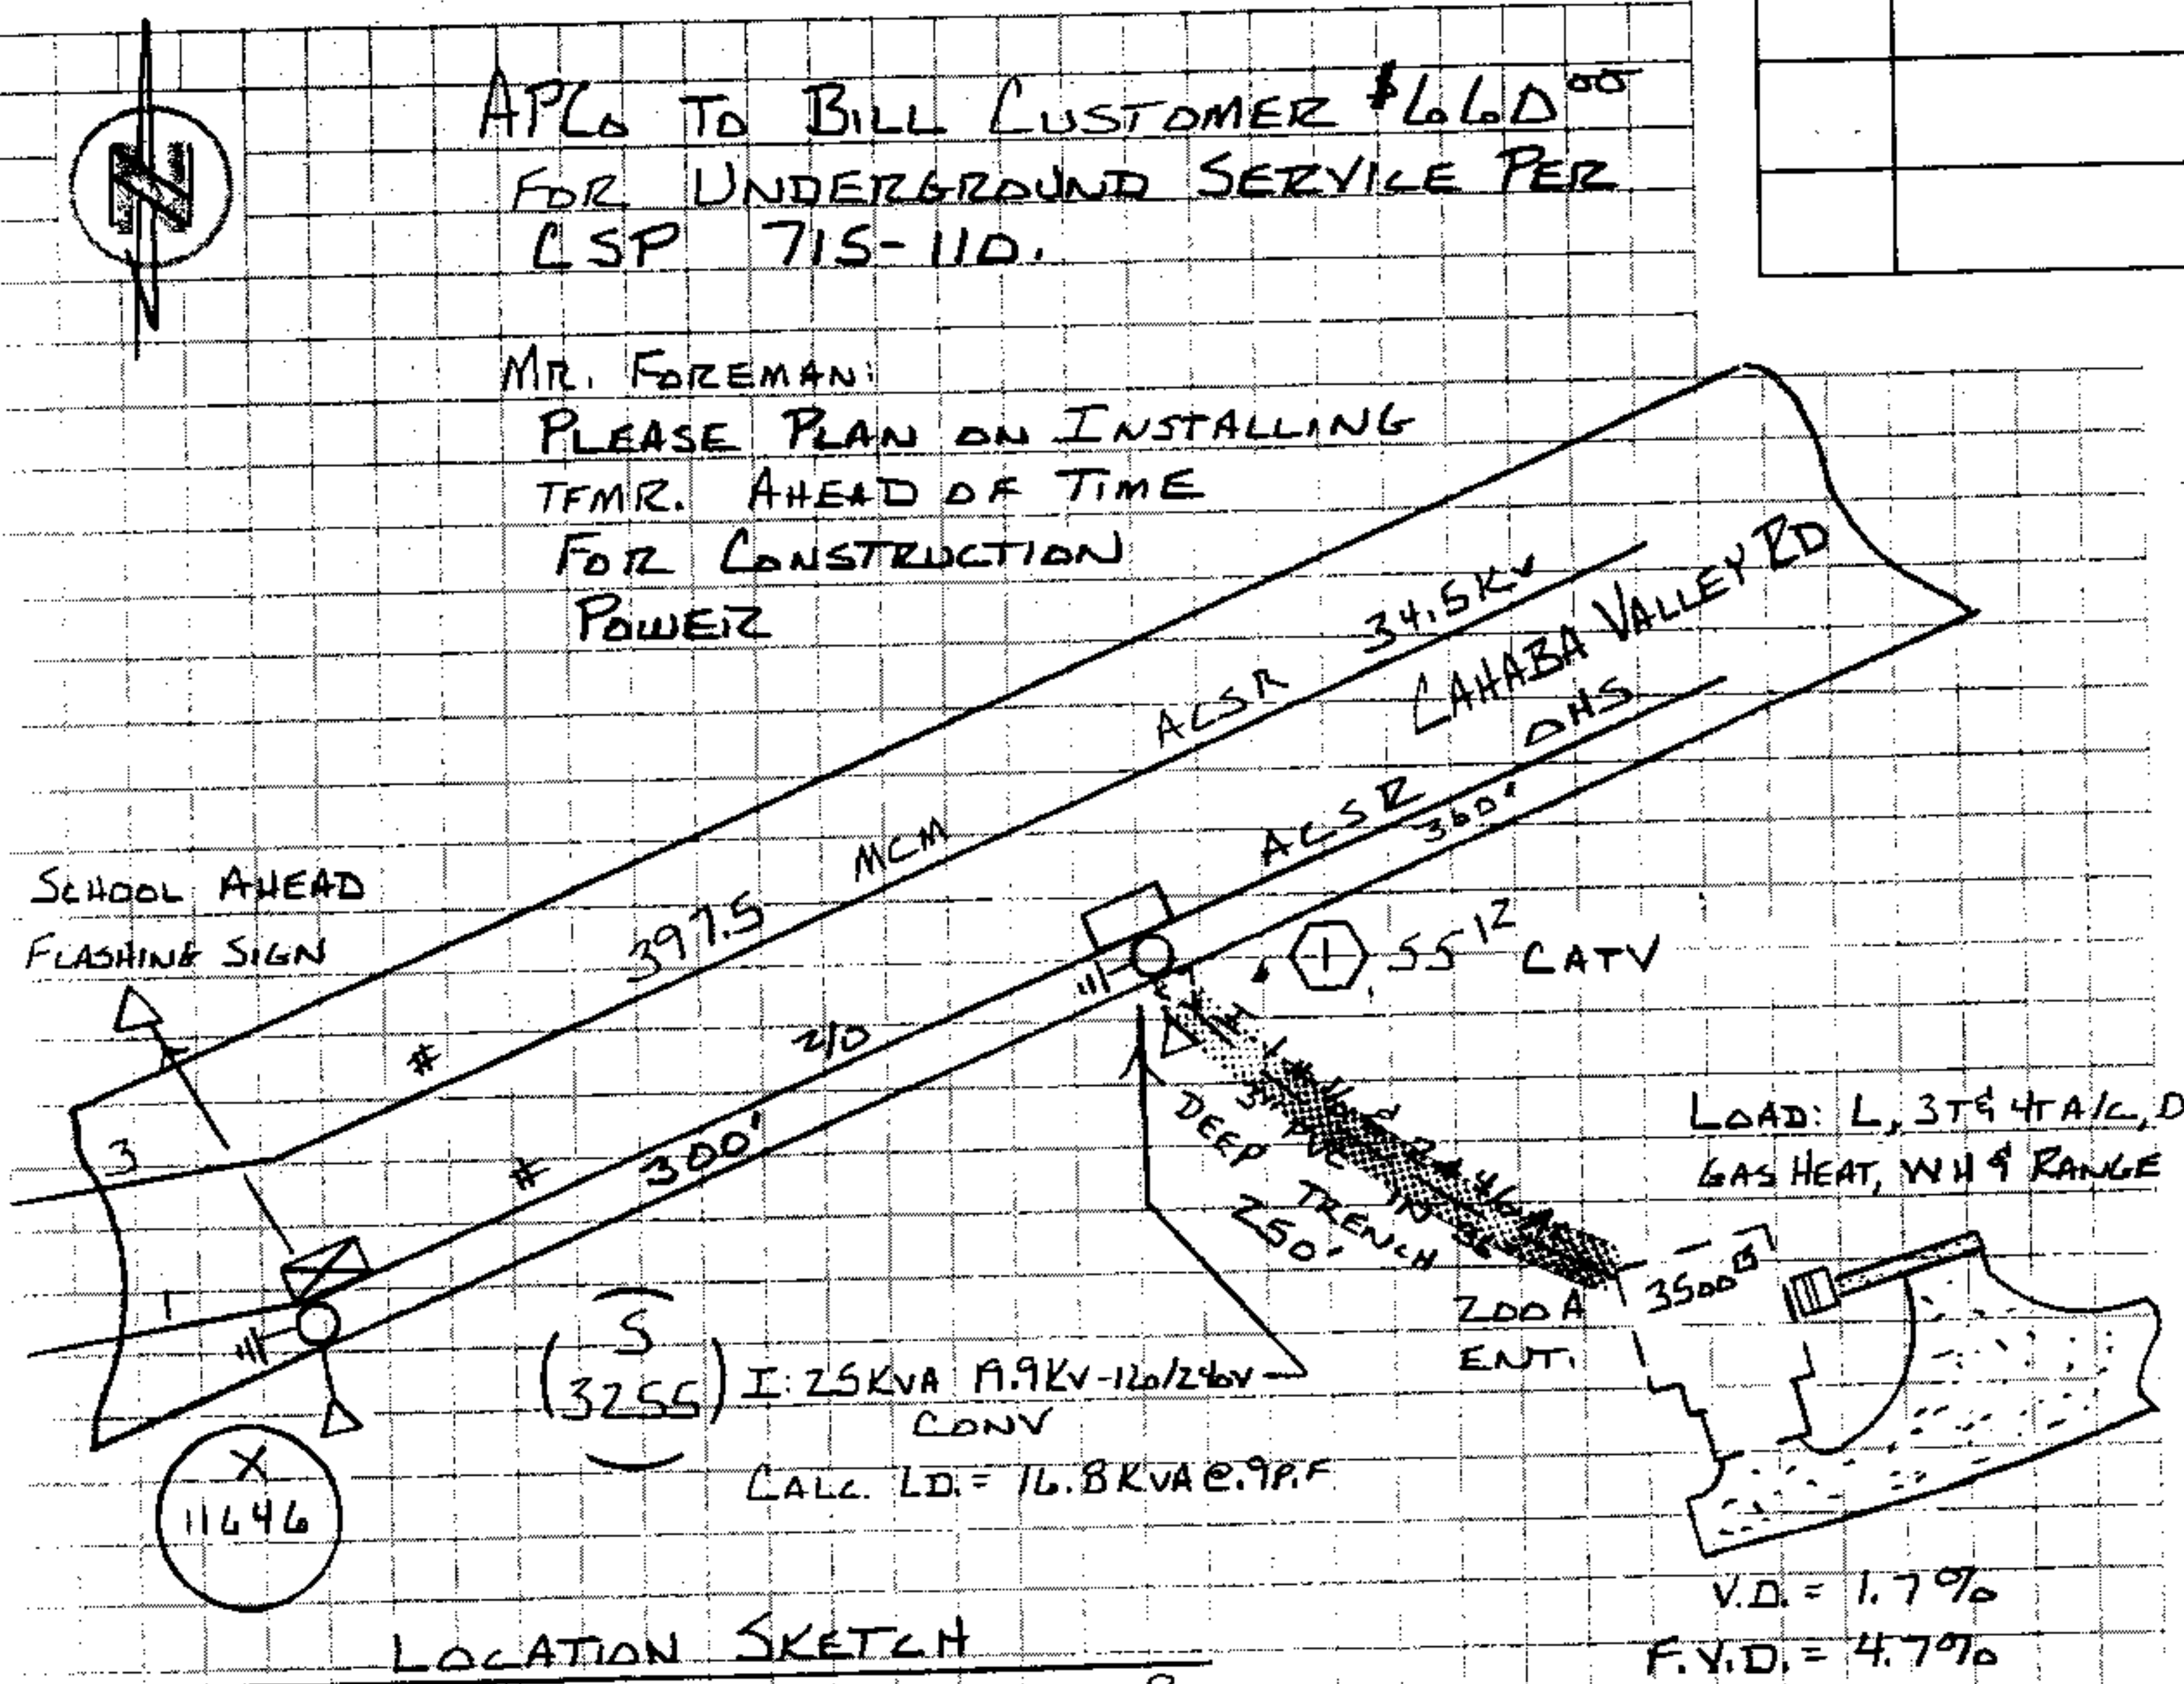 N
APCo TO BILL CUSTOMER $660⁰⁰
FOR UNDERGROUND SERVICE PER
CSP 715-110.
MR. FOREMAN:
PLEASE PLAN ON INSTALLING
TFMR. AHEAD OF TIME
FOR CONSTRUCTION
POWER
34.5KV
CAHABA VALLEY RD
ACSR
OHS
MCM
ACSR
360'
SCHOOL AHEAD
FLASHING SIGN
397.5
1 55¹² CATV
#
2/0
3
#
300'
DEEP
TRENCH
250'
LOAD: L, 3T & 4T A/C, D
GAS HEAT, WH & RANGE
200 A
ENT.
3500
1
S
3255
I: 25KVA 19.9KV-120/240V
CONV
CALC. LD. = 16.8KVA @ .9P.F.
X
11646
V.D. = 1.7%
F.V.D. = 4.7%
LOCATION SKETCH